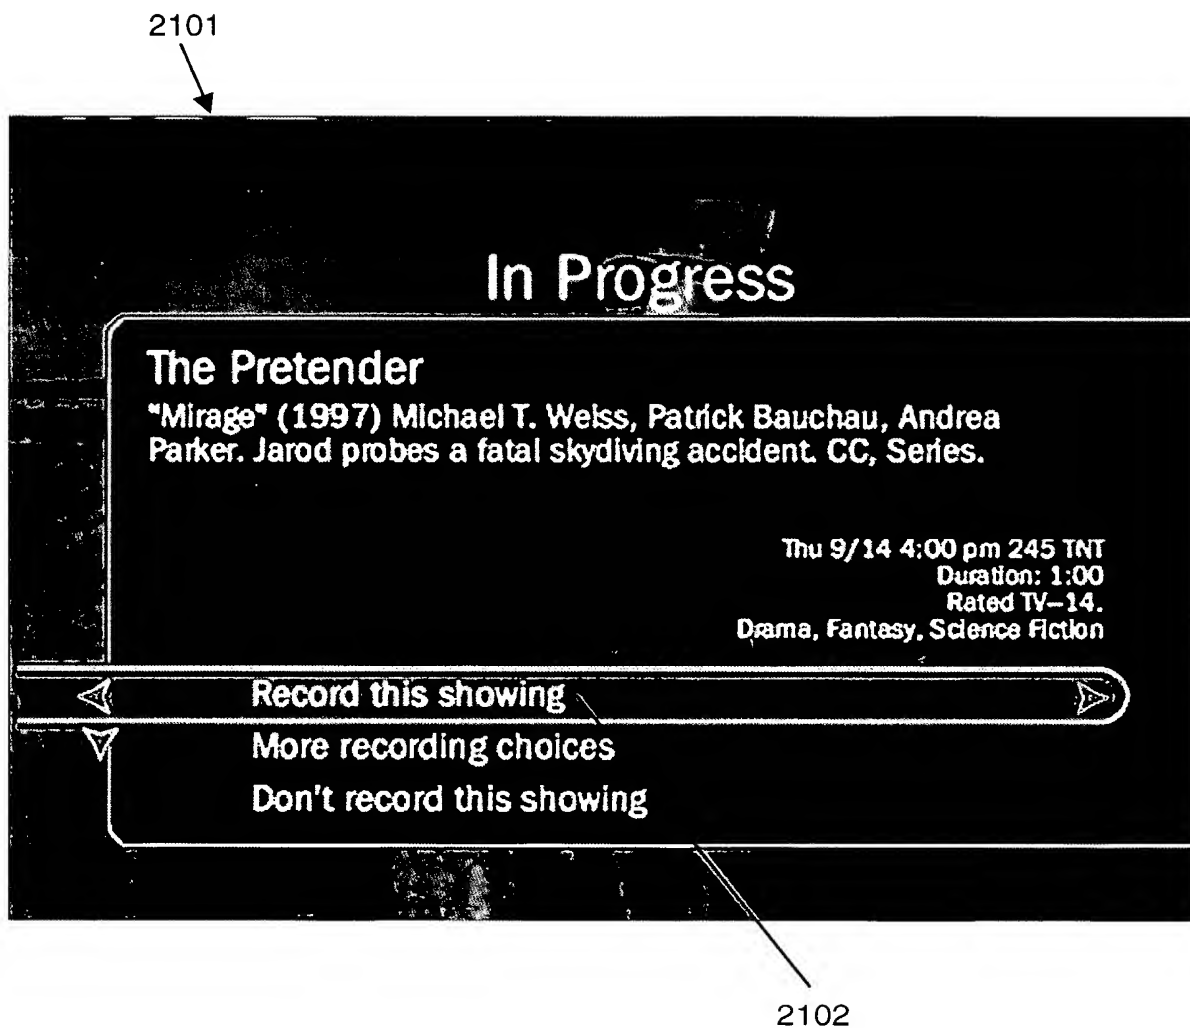 2101
In Progress
The Pretender
"Mirage" (1997) Michael T. Weiss, Patrick Bauchau, Andrea
Parker. Jarod probes a fatal skydiving accident. CC, Series.
Thu 9/14 4:00 pm 245 TNT
Duration: 1:00
Rated TV-14.
Drama, Fantasy, Science Fiction
Record this showing
More recording choices
Don't record this showing
2102